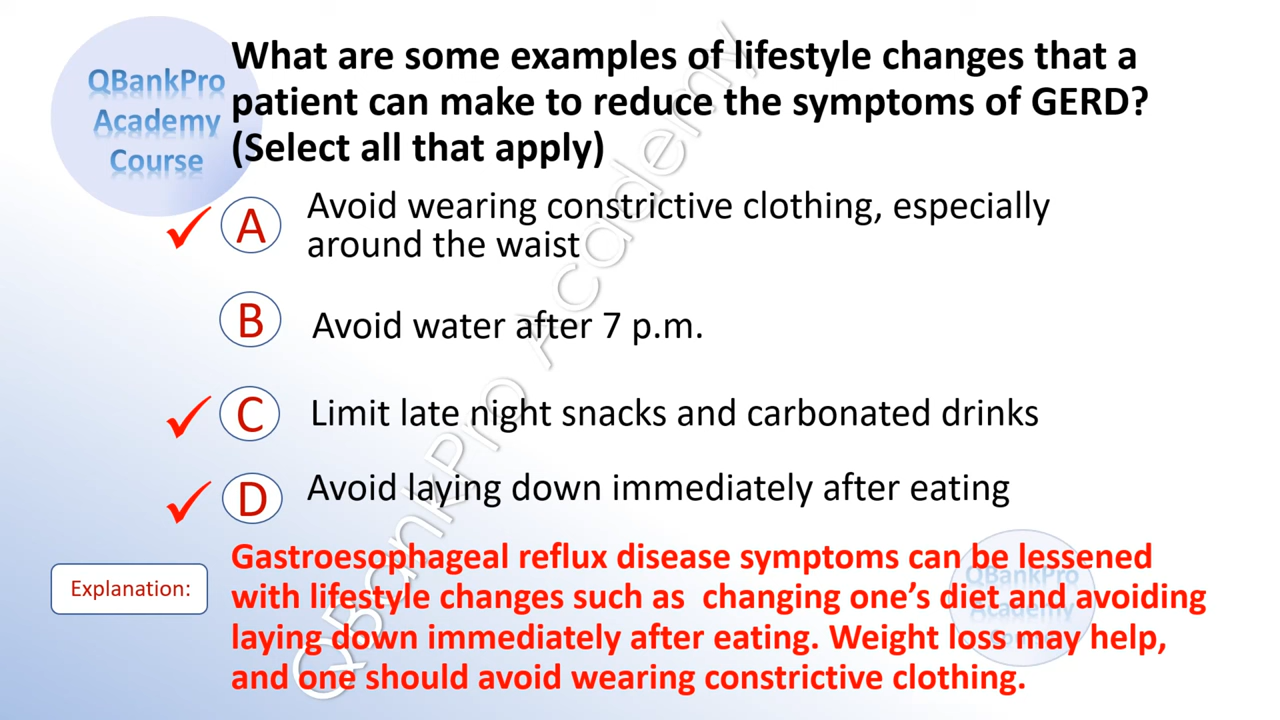 QBankPro
Academy
Course
What are some examples of lifestyle changes that a
patient can make to reduce the symptoms of GERD?
(Select all that apply)
A
Avoid wearing constrictive clothing, especially
around the waist
B
Avoid water after 7 p.m.
C
Limit late night snacks and carbonated drinks
D
Avoid laying down immediately after eating
Explanation:
Gastroesophageal reflux disease symptoms can be lessened
with lifestyle changes such as  changing one’s diet and avoiding
laying down immediately after eating. Weight loss may help,
and one should avoid wearing constrictive clothing.
QBankPro Academy
QBankPro
Academy